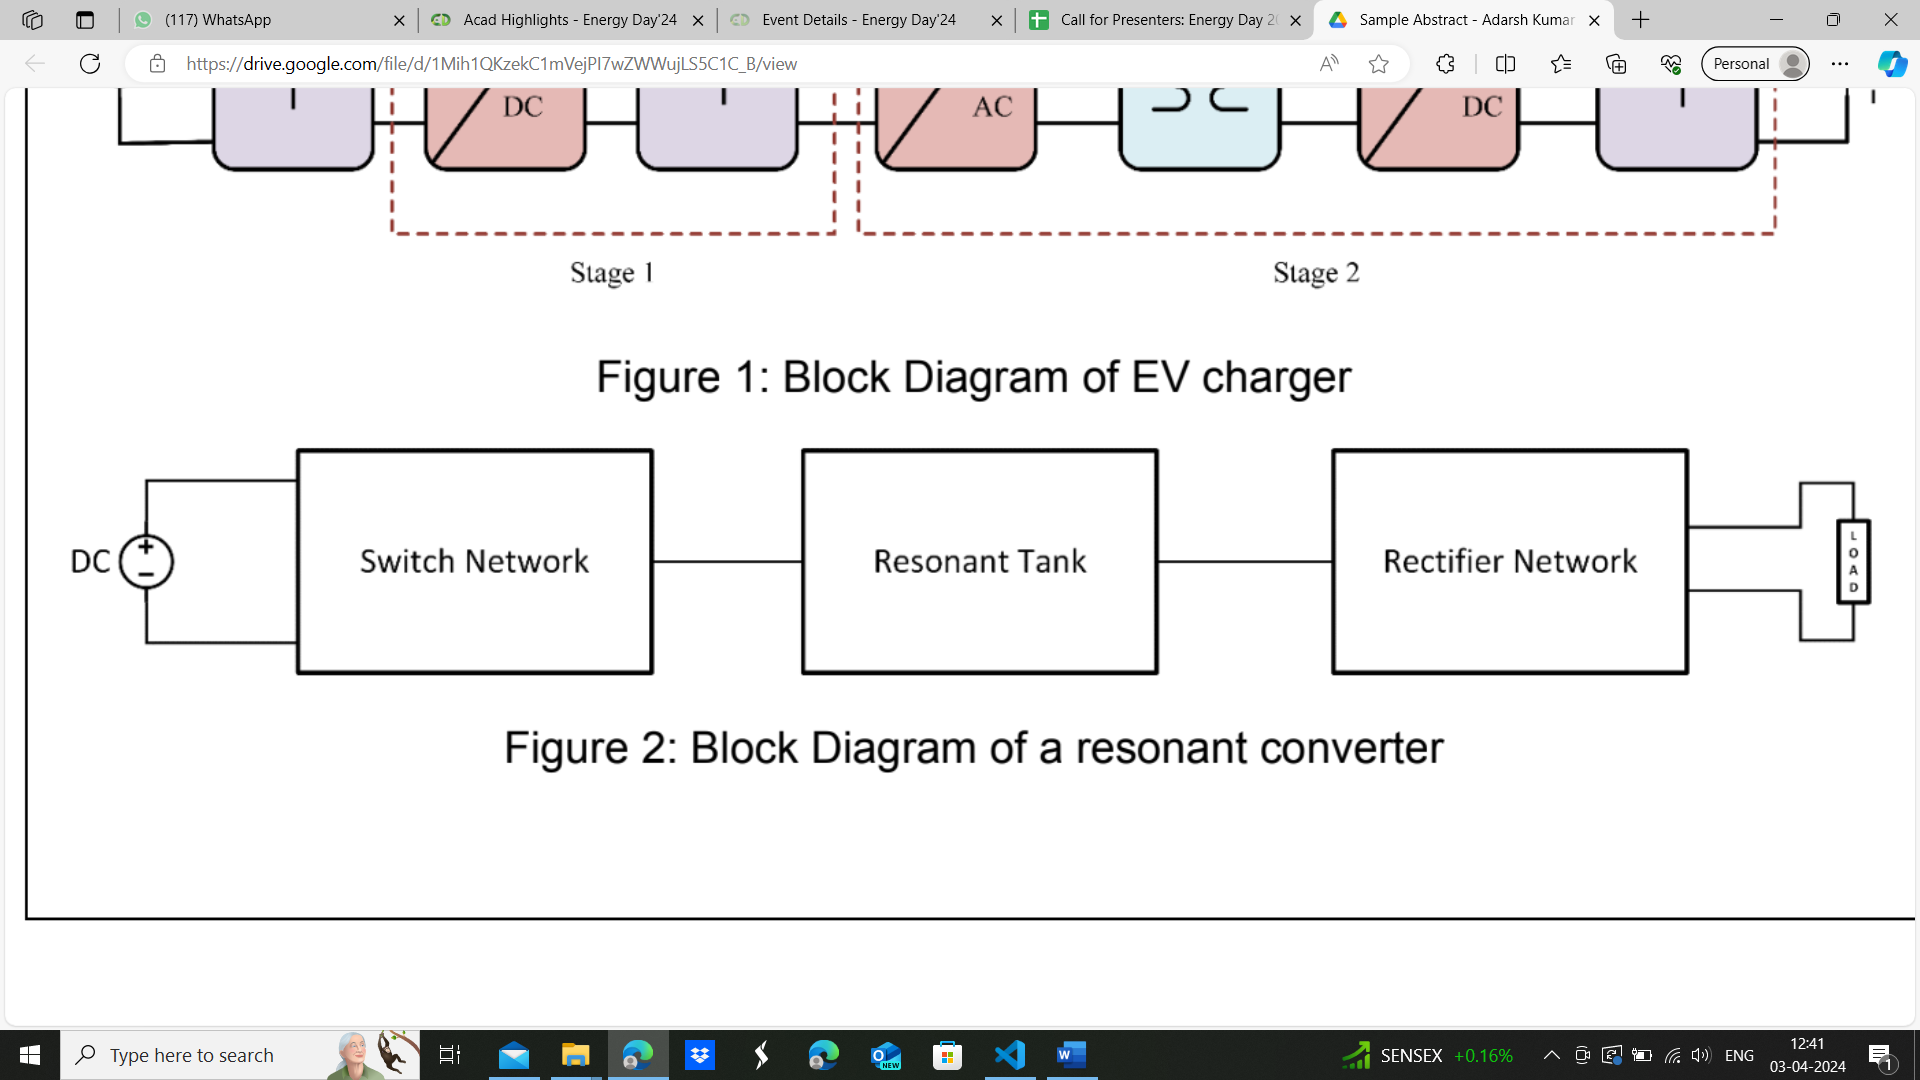 (117) WhatsApp
Acad Highlights - Energy Day'24
Event Details - Energy Day'24
Call for Presenters: Energy Day 20
Sample Abstract - Adarsh Kumar
https://drive.google.com/file/d/1Mih1QKzekC1mVejPI7wZWWujLS5C1C_B/view
Personal
DC
AC
DC
Stage 1
Stage 2
Figure 1: Block Diagram of EV charger
DC
+
−
Switch Network
Resonant Tank
Rectifier Network
LOAD
Figure 2: Block Diagram of a resonant converter
Type here to search
NEW
SENSEX +0.16%
ENG
12:41
03-04-2024
1